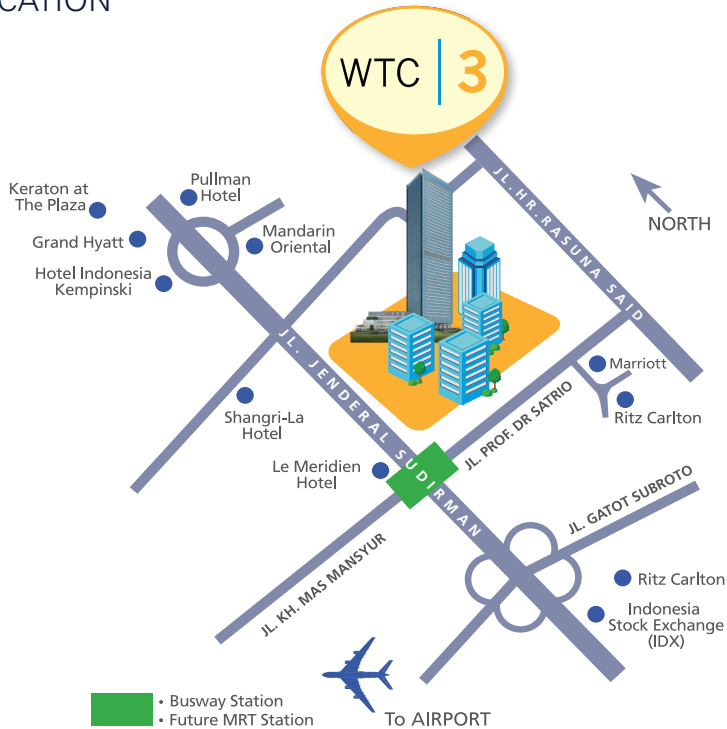 CATION
WTC | 3
JL.HR.RASUNA SAID
NORTH
Keraton at
The Plaza
Pullman
Hotel
Grand Hyatt
Mandarin
Oriental
Hotel Indonesia
Kempinski
JL. JENDERAL SUDIRMAN
Marriott
Ritz Carlton
Shangri-La
Hotel
JL. PROF. DR SATRIO
Le Meridien
Hotel
JL. GATOT SUBROTO
JL. KH. MAS MANSYUR
Ritz Carlton
Indonesia
Stock Exchange
(IDX)
• Busway Station
• Future MRT Station
To AIRPORT